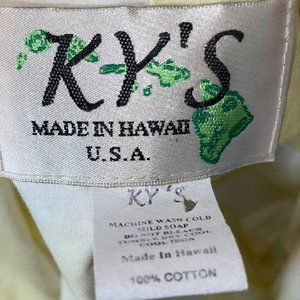 KY'S
MADE IN HAWAII
U.S.A.
KY'S
MACHINE WASH COLD
MILD SOAP
DO NOT BLEACH
TUMBLE DRY COOL
COOL IRON
Made In Hawaii
100% COTTON